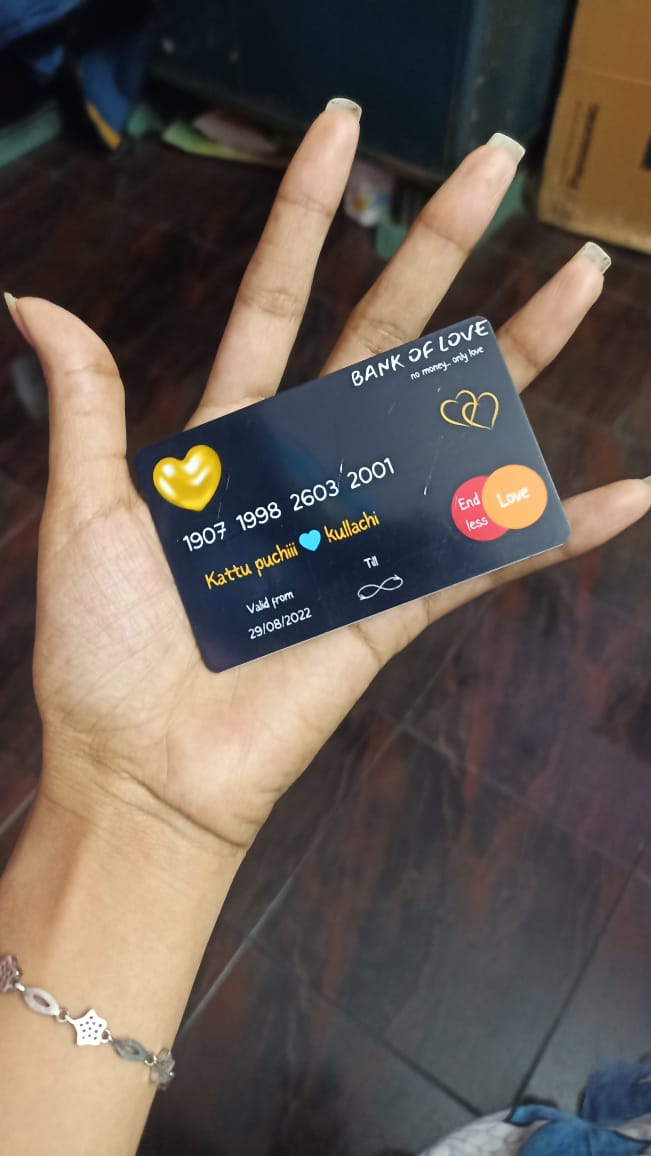 BANK OF LOVE
no money... only love
1907 1998 2603 2001
Kattu puchiii 🩵 kullachi
End
less
Love
Valid from
29/08/2022
Till
Panasonic